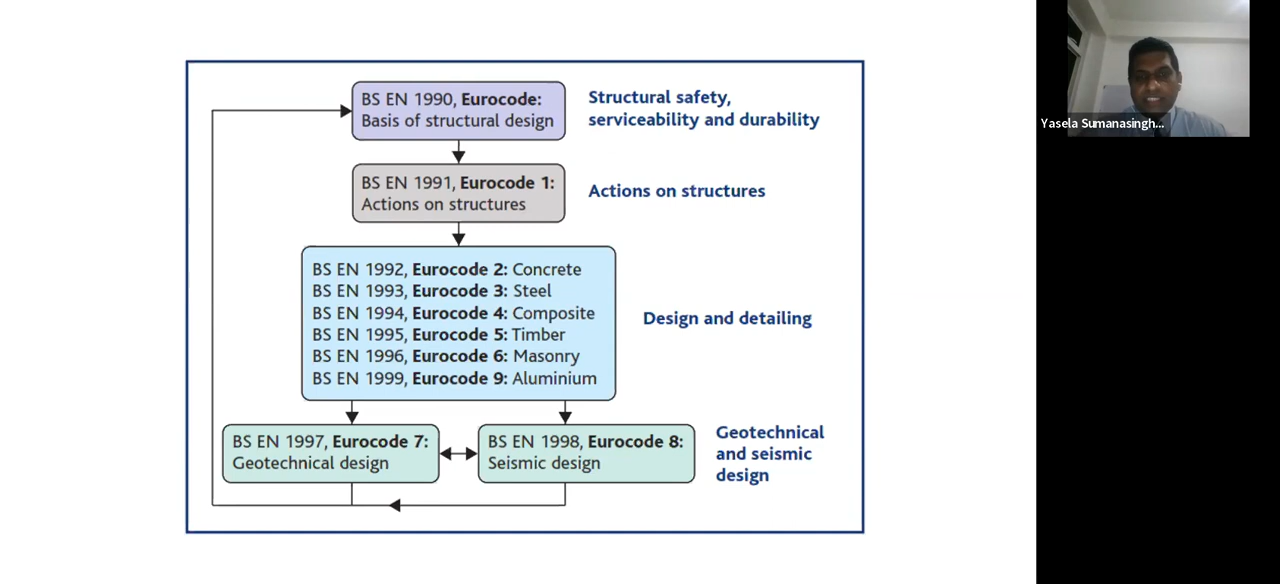 BS EN 1990, Eurocode:
Basis of structural design
Structural safety,
serviceability and durability
BS EN 1991, Eurocode 1:
Actions on structures
Actions on structures
BS EN 1992, Eurocode 2: Concrete
BS EN 1993, Eurocode 3: Steel
BS EN 1994, Eurocode 4: Composite
BS EN 1995, Eurocode 5: Timber
BS EN 1996, Eurocode 6: Masonry
BS EN 1999, Eurocode 9: Aluminium
Design and detailing
BS EN 1997, Eurocode 7:
Geotechnical design
BS EN 1998, Eurocode 8:
Seismic design
Geotechnical
and seismic
design
Yasela Sumanasingh...